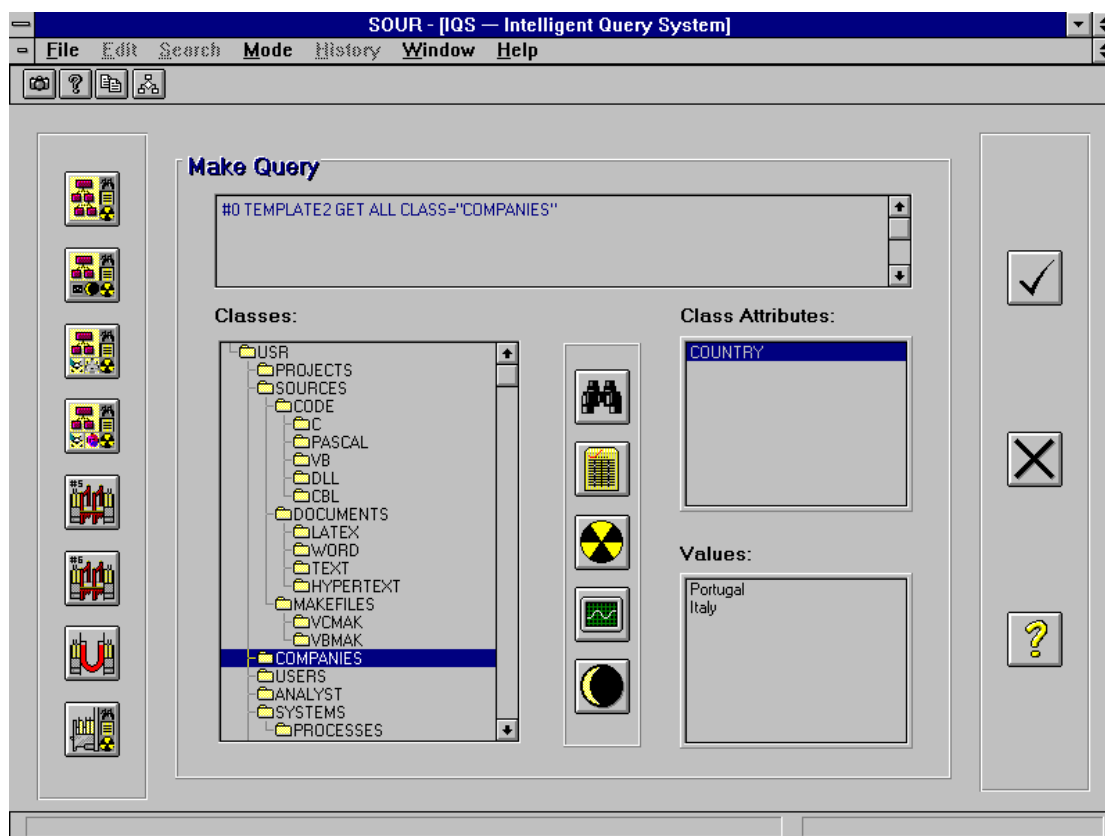 SOUR - [IQS — Intelligent Query System]
File Edit Search Mode History Window Help
Make Query
#0 TEMPLATE2 GET ALL CLASS="COMPANIES"
Classes:
USR
PROJECTS
SOURCES
CODE
C
PASCAL
VB
DLL
CBL
DOCUMENTS
LATEX
WORD
TEXT
HYPERTEXT
MAKEFILES
VCMAK
VBMAK
COMPANIES
USERS
ANALYST
SYSTEMS
PROCESSES
Class Attributes:
COUNTRY
Values:
Portugal
Italy
#5
#6